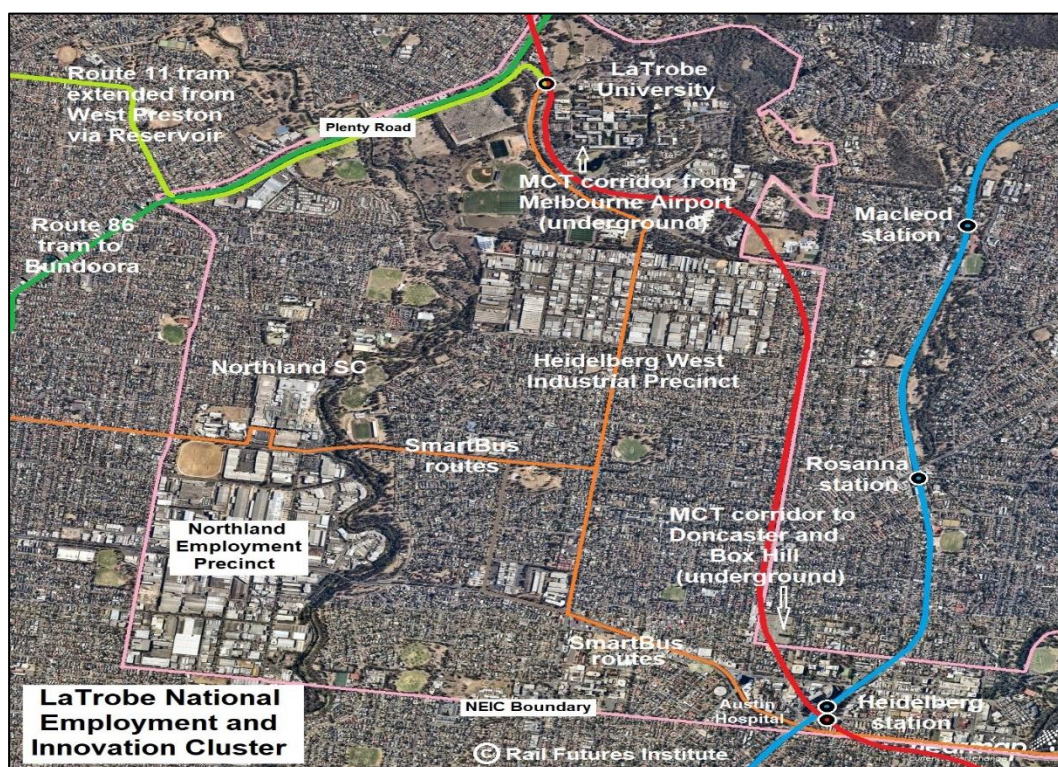 Route 11 tram
extended from
West Preston
via Reservoir
Plenty Road
LaTrobe
University
MCT corridor from
Melbourne Airport
(underground)
Macleod
station
Route 86
tram to
Bundoora
Northland SC
Heidelberg West
Industrial Precinct
SmartBus
routes
Rosanna
station
MCT corridor to
Doncaster and
Box Hill
(underground)
Northland
Employment
Precinct
SmartBus
routes
LaTrobe National
Employment and
Innovation Cluster
NEIC Boundary
Austin
Hospital
Heidelberg
station
© Rail Futures Institute